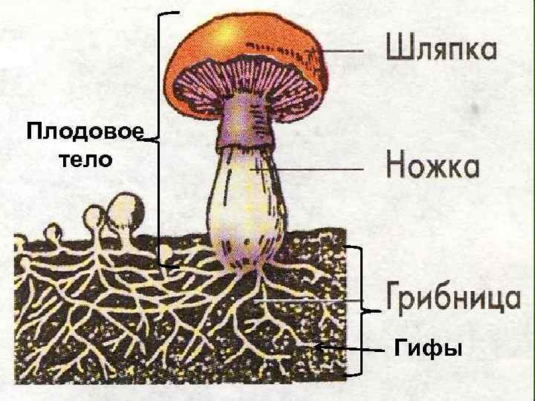 Шляпка
Плодовое
тело
Ножка
Грибница
Гифы